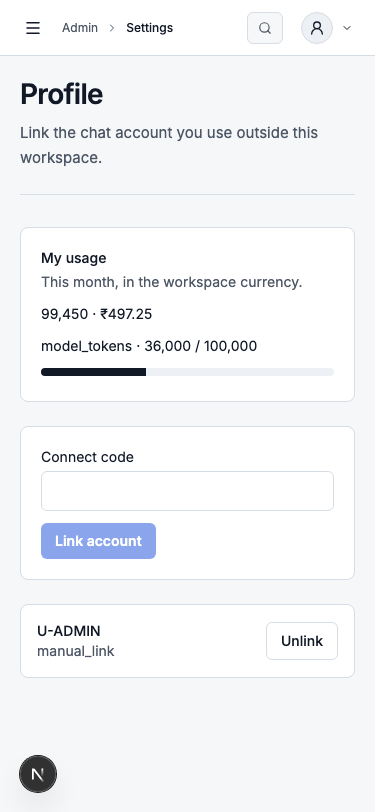 Admin
Settings
Profile
Link the chat account you use outside this
workspace.
My usage
This month, in the workspace currency.
99,450 · ₹497.25
model_tokens · 36,000 / 100,000
Connect code
Link account
U-ADMIN
manual_link
Unlink
N